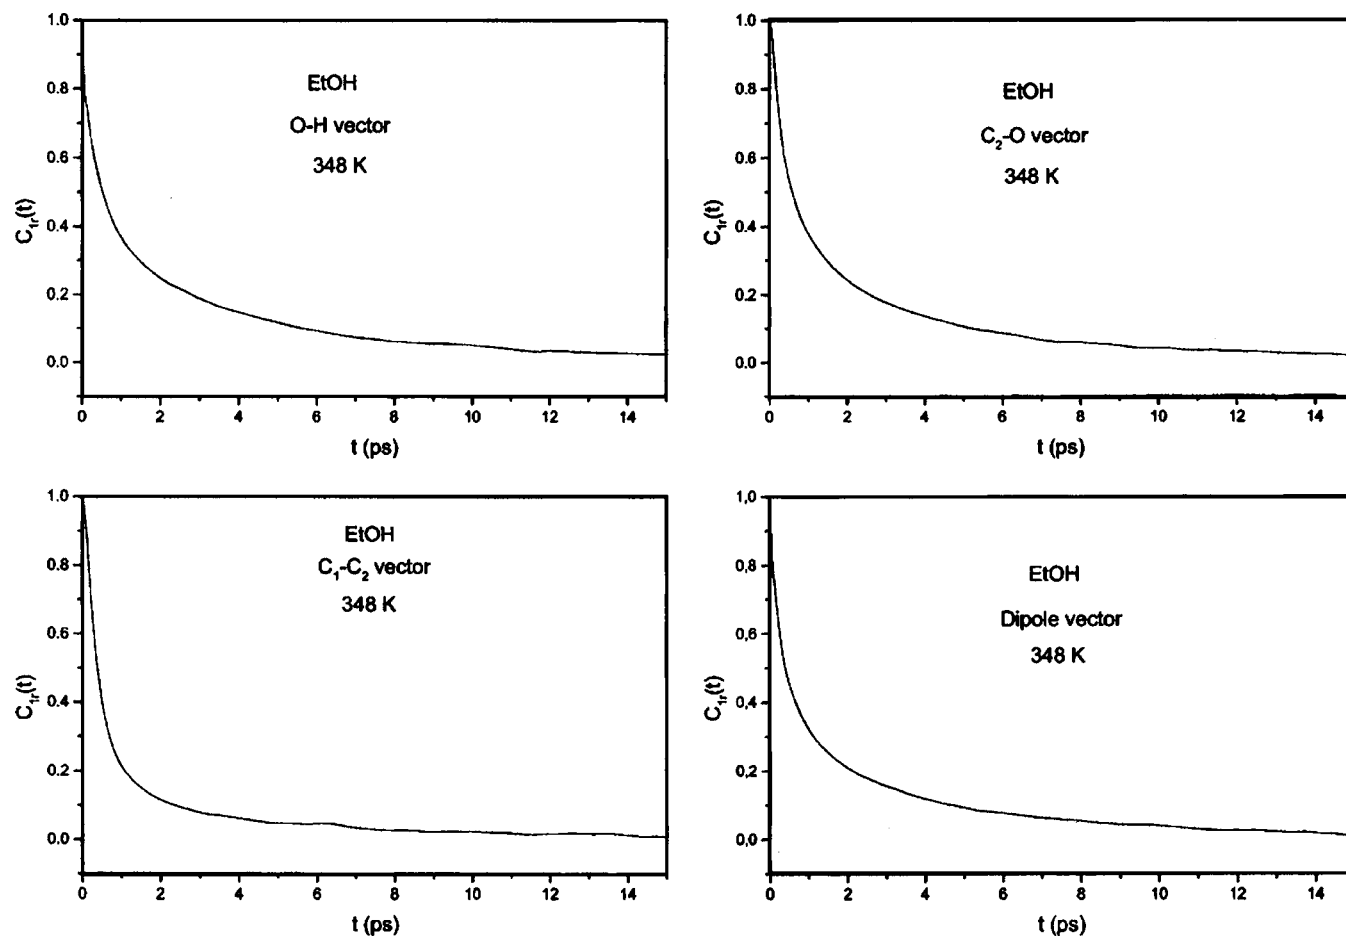 1.0
0.8
0.6
0.4
0.2
0.0
C1r(t)
EtOH
O-H vector
348 K
0 2 4 6 8 10 12 14
t (ps)
1.0
0.8
0.6
0.4
0.2
0.0
C1r(t)
EtOH
C2-O vector
348 K
0 2 4 6 8 10 12 14
t (ps)
1.0
0.8
0.6
0.4
0.2
0.0
C1r(t)
EtOH
C1-C2 vector
348 K
0 2 4 6 8 10 12 14
t (ps)
1,0
0,8
0,6
0,4
0,2
0,0
C1r(t)
EtOH
Dipole vector
348 K
0 2 4 6 8 10 12 14
t (ps)